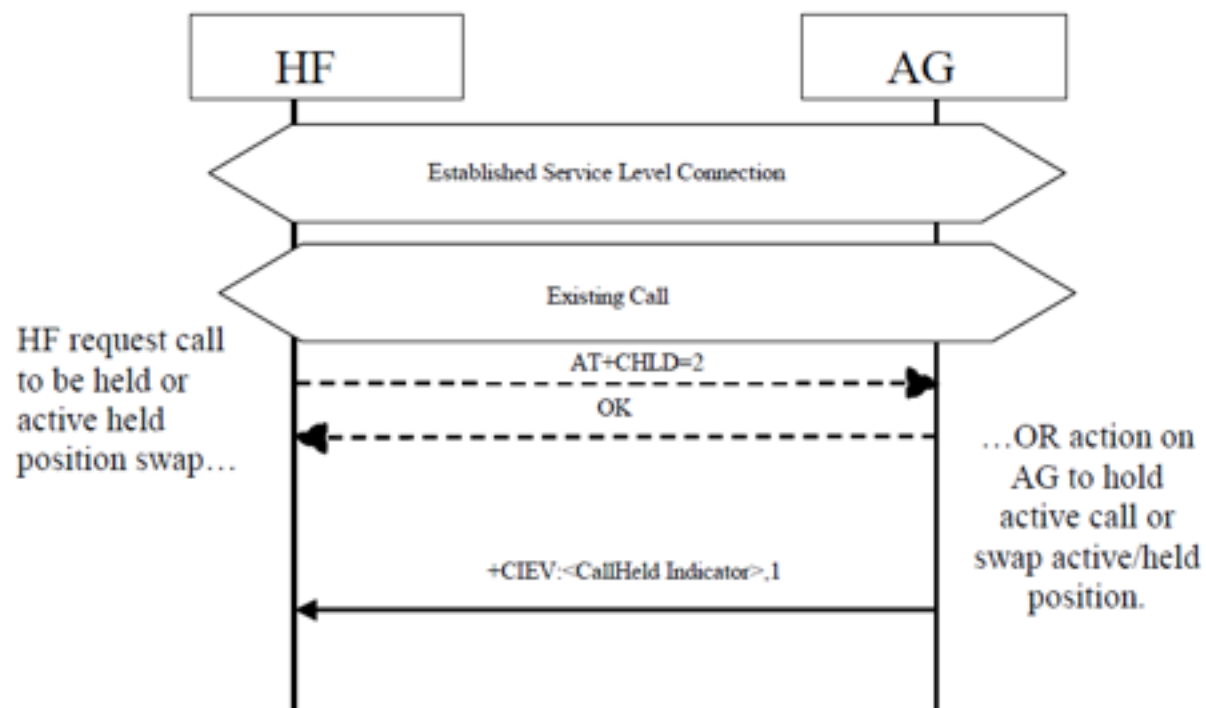 HF
AG
Established Service Level Connection
Existing Call
HF request call
to be held or
active held
position swap…
AT+CHLD=2
OK
…OR action on
AG to hold
active call or
swap active/held
position.
+CIEV:<CallHeld Indicator>,1